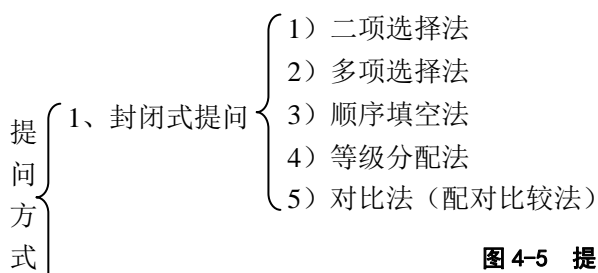 提问方式
1、封闭式提问
1）二项选择法
2）多项选择法
3）顺序填空法
4）等级分配法
5）对比法（配对比较法）
图 4-5 提